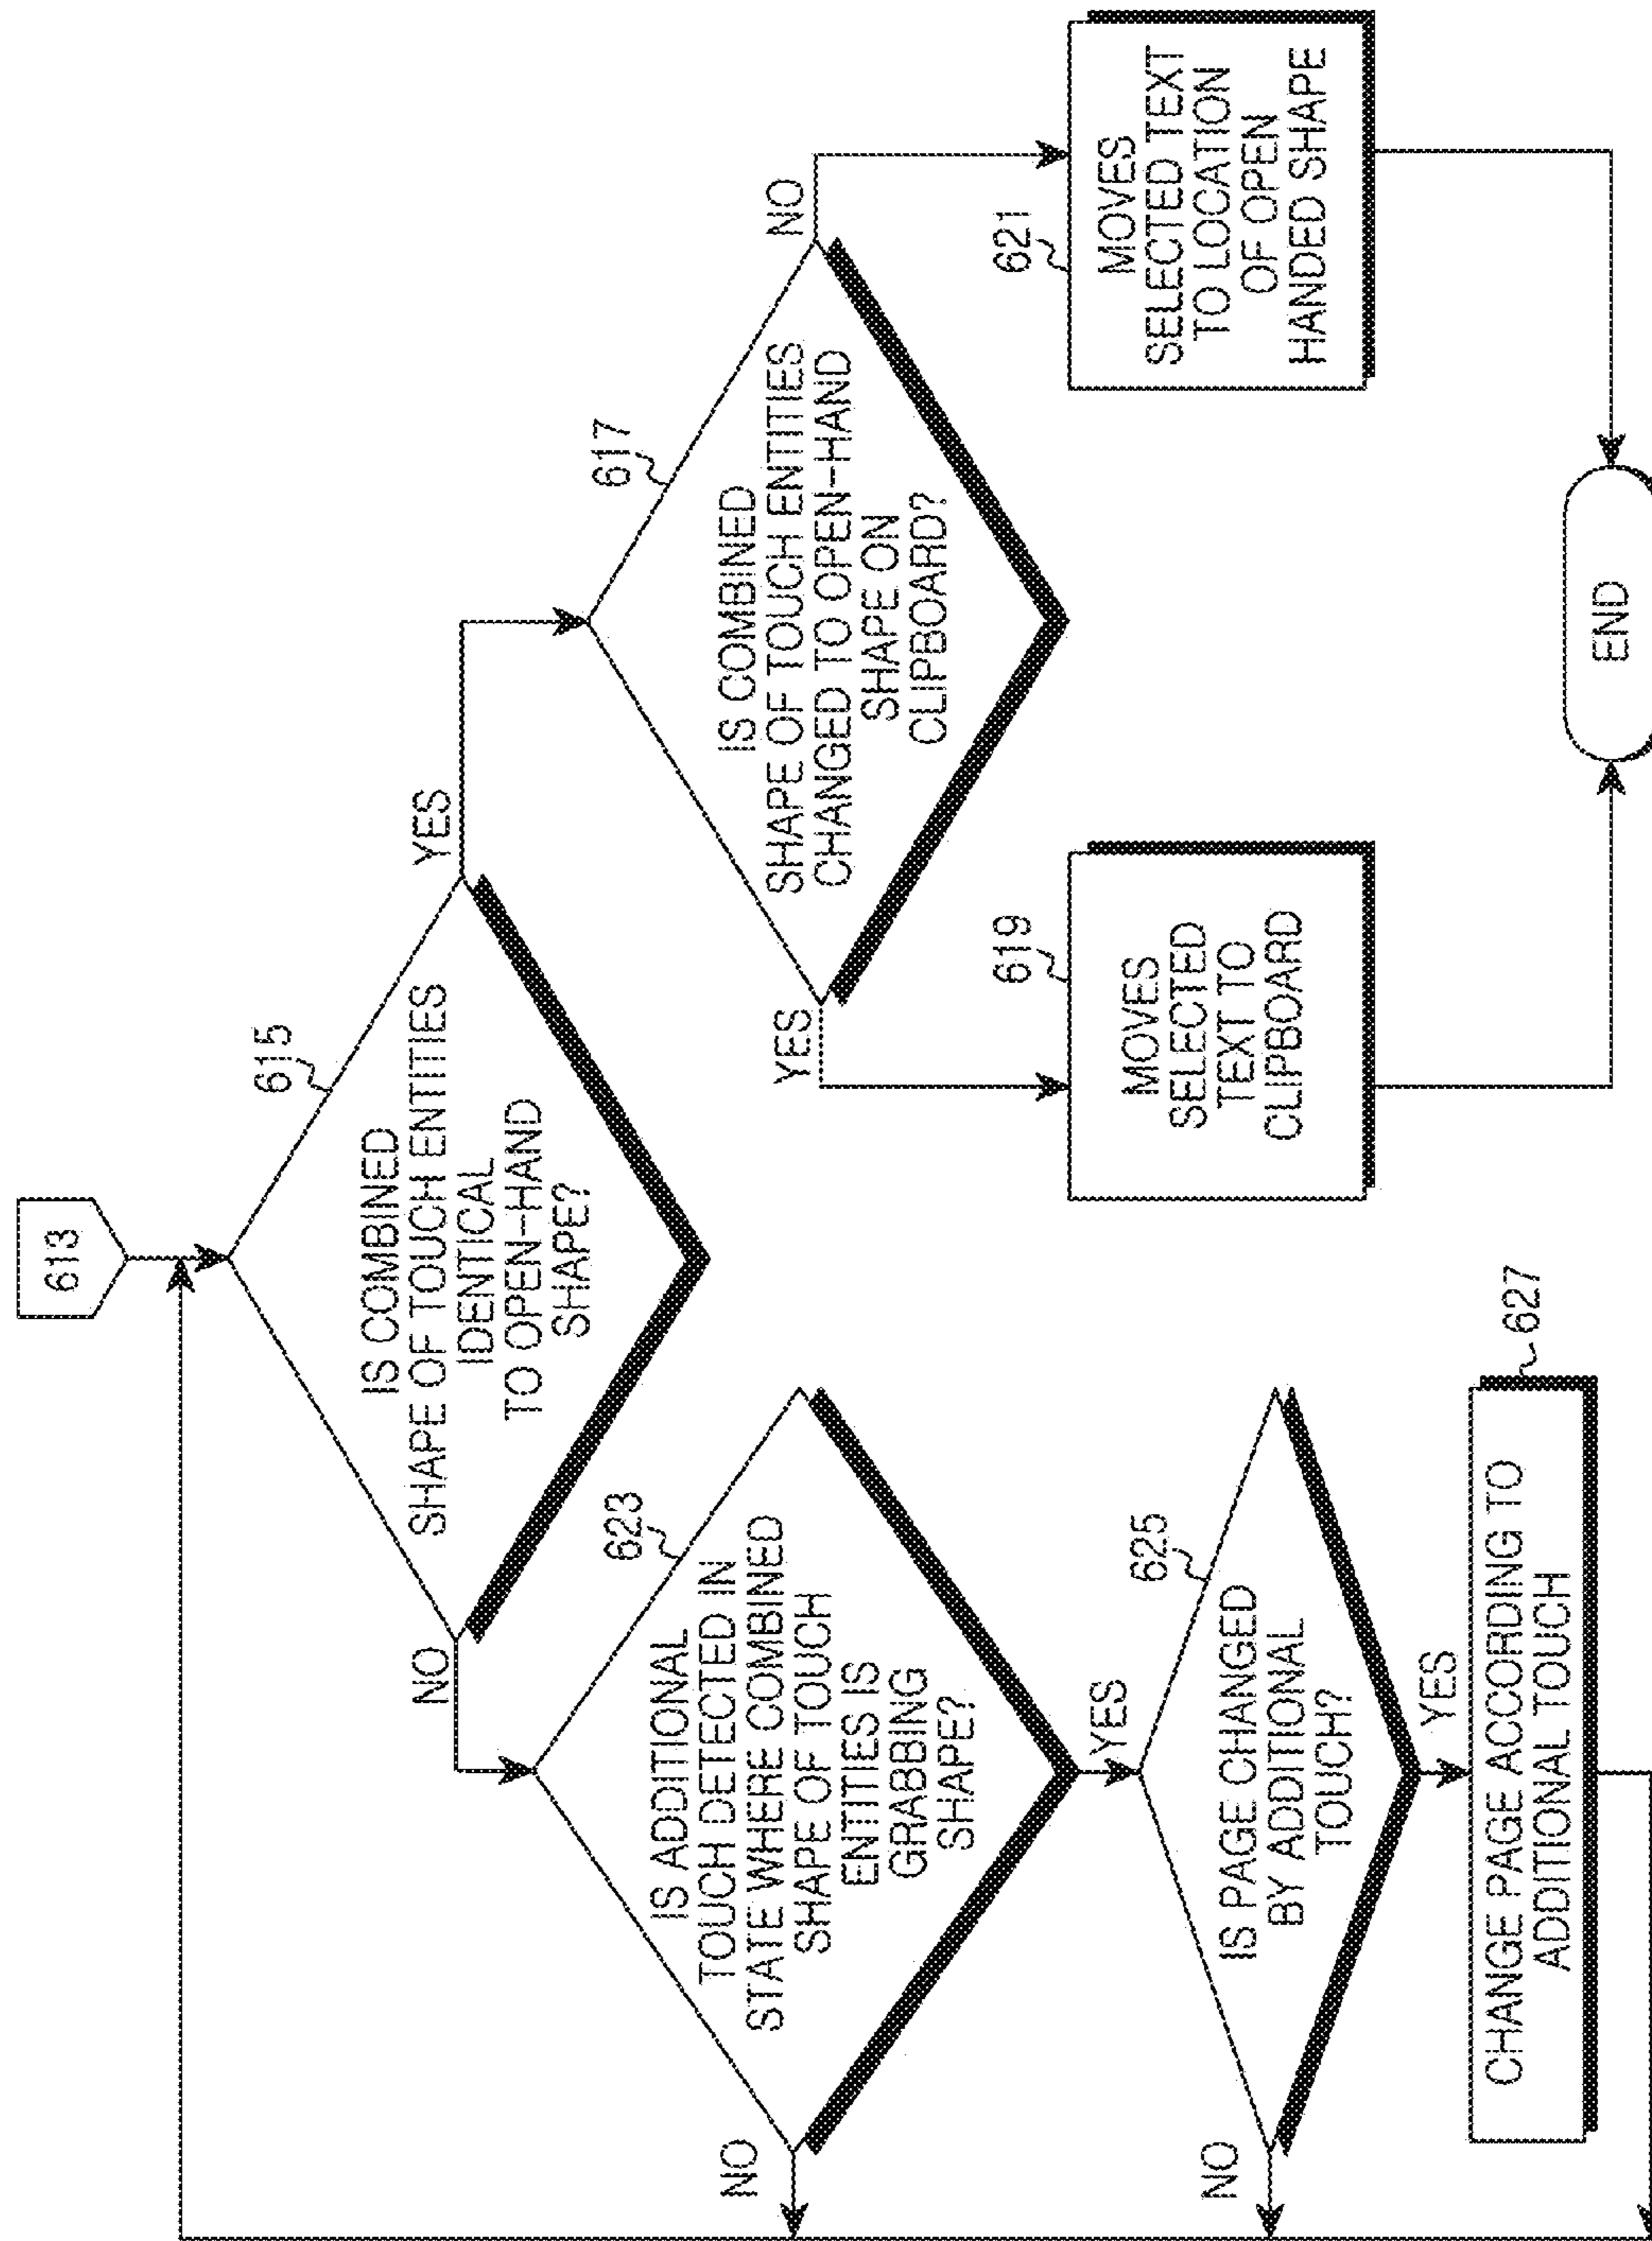 613
615
IS COMBINED
SHAPE OF TOUCH ENTITIES
IDENTICAL
TO OPEN-HAND
SHAPE?
NO
YES
623
IS ADDITIONAL
TOUCH DETECTED IN
STATE WHERE COMBINED
SHAPE OF TOUCH
ENTITIES IS
GRABBING
SHAPE?
NO
YES
625
IS PAGE CHANGED
BY ADDITIONAL
TOUCH?
NO
YES
627
CHANGE PAGE ACCORDING TO
ADDITIONAL TOUCH
617
IS COMBINED
SHAPE OF TOUCH ENTITIES
CHANGED TO OPEN-HAND
SHAPE ON
CLIPBOARD?
YES
NO
619
MOVES
SELECTED
TEXT TO
CLIPBOARD
621
MOVES
SELECTED TEXT
TO LOCATION
OF OPEN
HANDED SHAPE
END